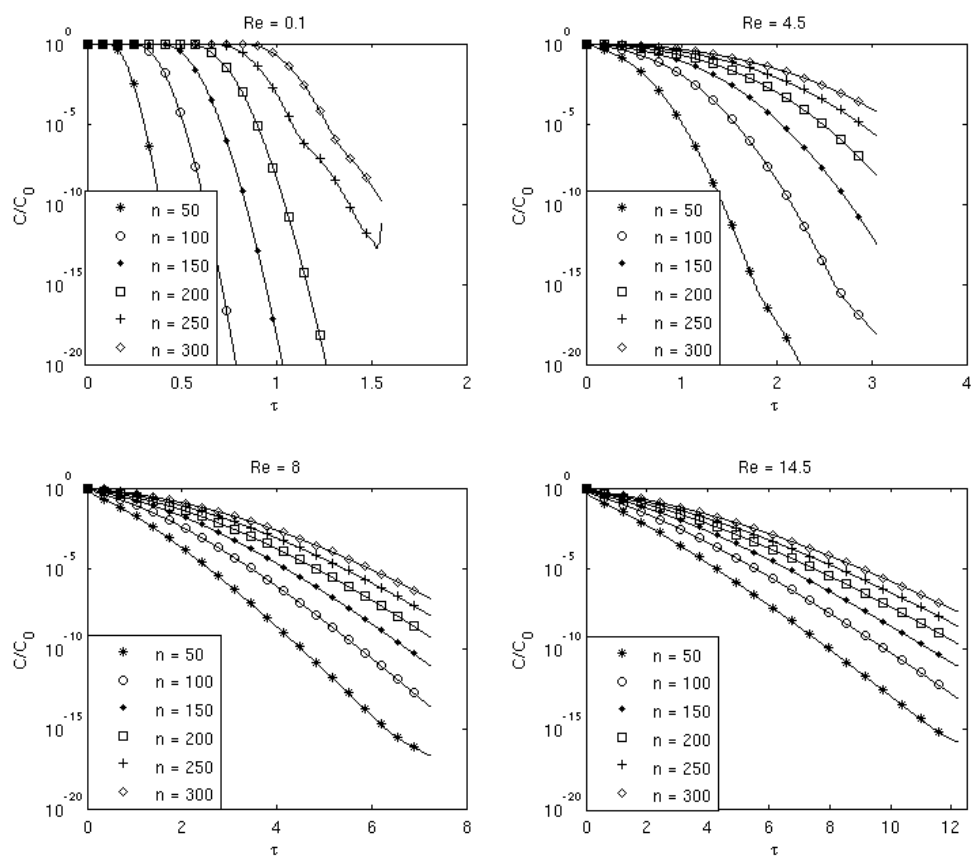 Re = 0.1
10^0
10^-5
10^-10
10^-15
10^-20
C/C_0
n = 50
n = 100
n = 150
n = 200
n = 250
n = 300
0
0.5
1
1.5
2
τ
Re = 4.5
10^0
10^-5
10^-10
10^-15
10^-20
C/C_0
n = 50
n = 100
n = 150
n = 200
n = 250
n = 300
0
1
2
3
4
τ
Re = 8
10^0
10^-5
10^-10
10^-15
10^-20
C/C_0
n = 50
n = 100
n = 150
n = 200
n = 250
n = 300
0
2
4
6
8
τ
Re = 14.5
10^0
10^-5
10^-10
10^-15
10^-20
C/C_0
n = 50
n = 100
n = 150
n = 200
n = 250
n = 300
0
2
4
6
8
10
12
τ